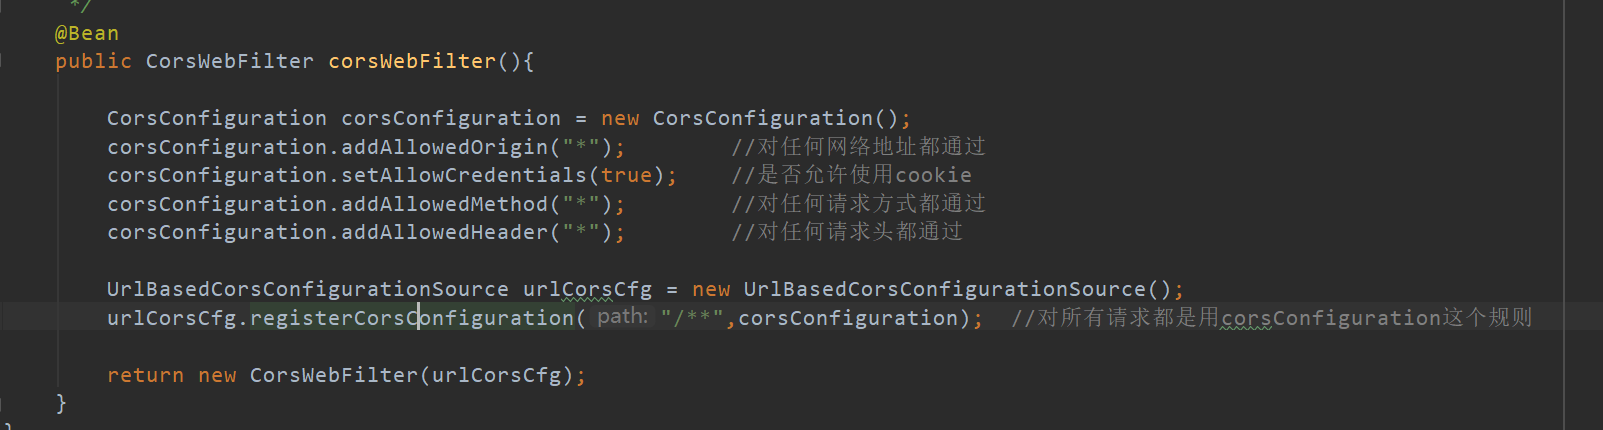 */
@Bean
public CorsWebFilter corsWebFilter(){
CorsConfiguration corsConfiguration = new CorsConfiguration();
corsConfiguration.addAllowedOrigin("*"); //对任何网络地址都通过
corsConfiguration.setAllowCredentials(true); //是否允许使用cookie
corsConfiguration.addAllowedMethod("*"); //对任何请求方式都通过
corsConfiguration.addAllowedHeader("*"); //对任何请求头都通过
UrlBasedCorsConfigurationSource urlCorsCfg = new UrlBasedCorsConfigurationSource();
urlCorsCfg.registerCorsConfiguration( path: "/**",corsConfiguration); //对所有请求都是用corsConfiguration这个规则
return new CorsWebFilter(urlCorsCfg);
}